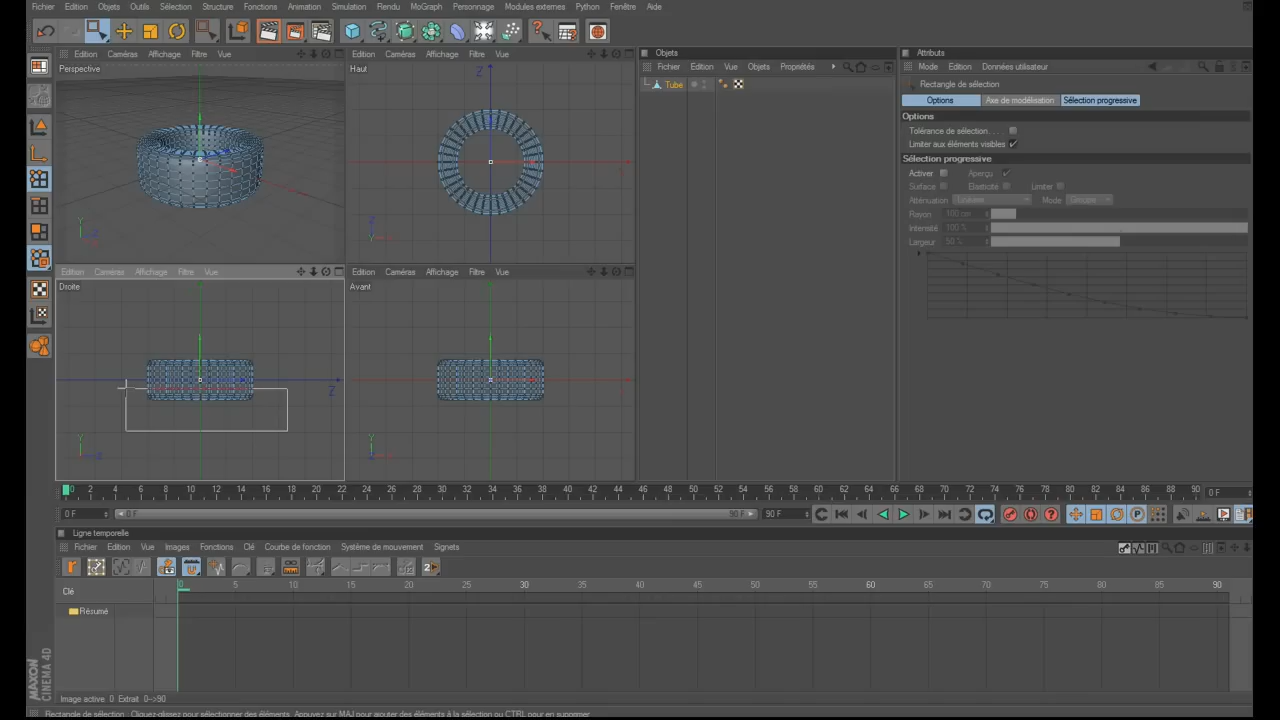 Fichier Edition Objets Outils Sélection Structure Fonctions Animation Simulation Rendu MoGraph Personnage Modules externes Python Fenêtre Aide
Edition Caméras Affichage Filtre Vue
Perspective
Edition Caméras Affichage Filtre Vue
Haut
Z
Y
Edition Caméras Affichage Filtre Vue
Droite
Z
Y
Edition Caméras Affichage Filtre Vue
Avant
Y
Objets
Fichier Edition Vue Objets Propriétés
Tube
Attributs
Mode Edition Données utilisateur
Rectangle de sélection
Options Axe de modélisation Sélection progressive
Options
Tolérance de sélection. . . .
Limiter aux éléments visibles
Sélection progressive
Activer Aperçu
Surface Elasticité Limiter
Atténuation Mode Groupe
Rayon 100 cm
Intensité 100 %
Largeur 50 %
0 2 4 6 8 10 12 14 16 18 20 22 24 26 28 30 32 34 36 38 40 42 44 46 48 50 52 54 56 58 60 62 64 66 68 70 72 74 76 78 80 82 84 86 88 90 0 F
0 F 0 F 90 F 90 F
Ligne temporelle
Fichier Edition Vue Images Fonctions Clé Courbe de fonction Système de mouvement Signets
Clé 0 5 10 15 20 25 30 35 40 45 50 55 60 65 70 75 80 85 90
Résumé
MAXON
CINEMA 4D
Image active 0 Extrait 0-->90
Rectangle de sélection : Cliquez-glissez pour sélectionner des éléments. Appuyez sur MAJ pour ajouter des éléments à la sélection ou CTRL pour en supprimer